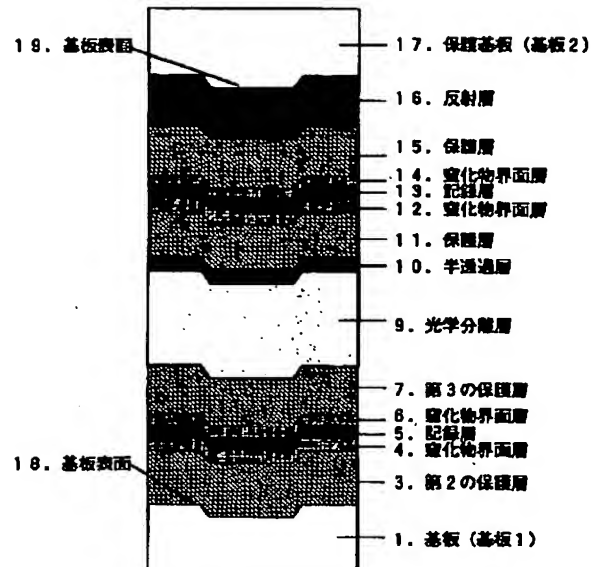 19. 基板表面
17. 保護基板 (基板2)
16. 反射層
15. 保護層
14. 窒化物界面層
13. 記録層
12. 窒化物界面層
11. 保護層
10. 半透過層
9. 光学分離層
7. 第3の保護層
6. 窒化物界面層
5. 記録層
4. 窒化物界面層
18. 基板表面
3. 第2の保護層
1. 基板 (基板1)